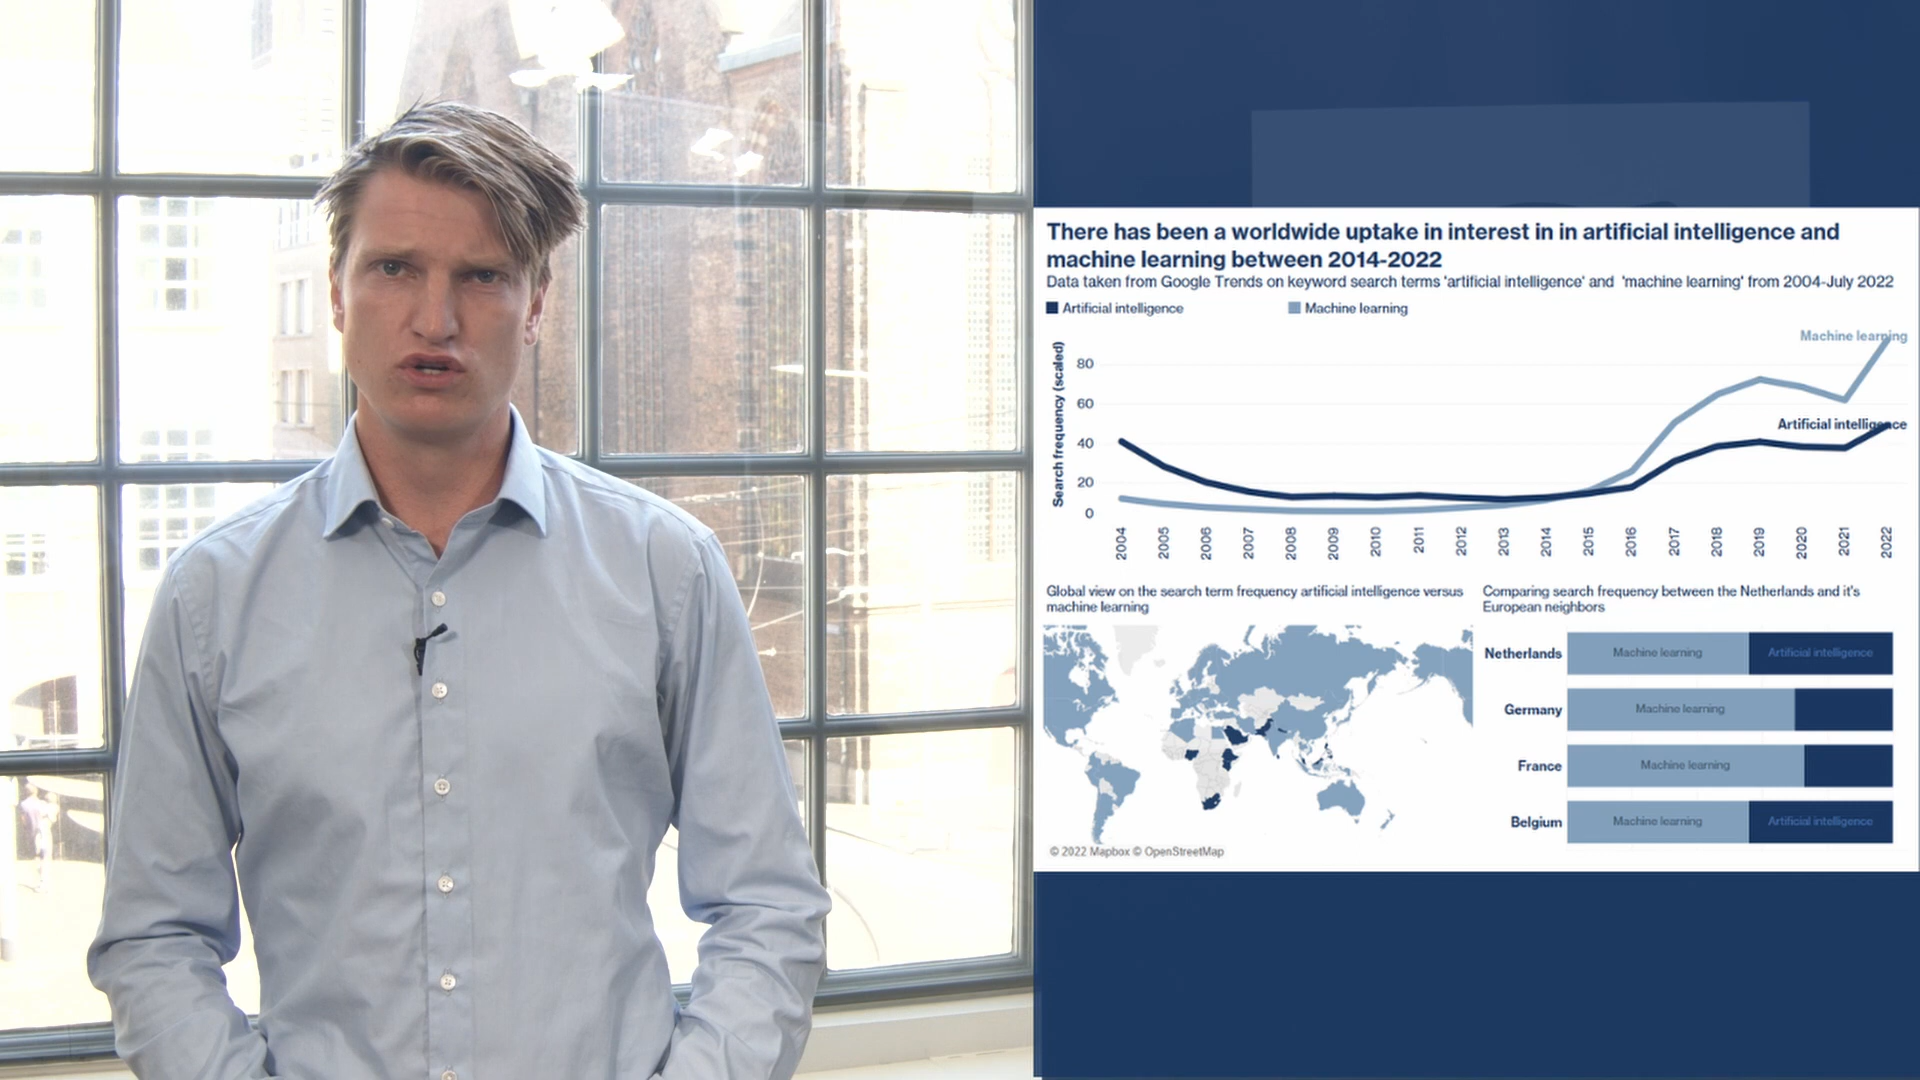 There has been a worldwide uptake in interest in in artificial intelligence and
machine learning between 2014-2022
Data taken from Google Trends on keyword search terms 'artificial intelligence' and 'machine learning' from 2004-July 2022
Artificial intelligence Machine learning
Search frequency (scaled)
Machine learning
80
60
Artificial intelligence
40
20
0
2004 2005 2006 2007 2008 2009 2010 2011 2012 2013 2014 2015 2016 2017 2018 2019 2020 2021 2022
Global view on the search term frequency artificial intelligence versus
machine learning
© 2022 Mapbox © OpenStreetMap
Comparing search frequency between the Netherlands and it's
European neighbors
Netherlands Machine learning Artificial intelligence
Germany Machine learning
France Machine learning
Belgium Machine learning Artificial intelligence